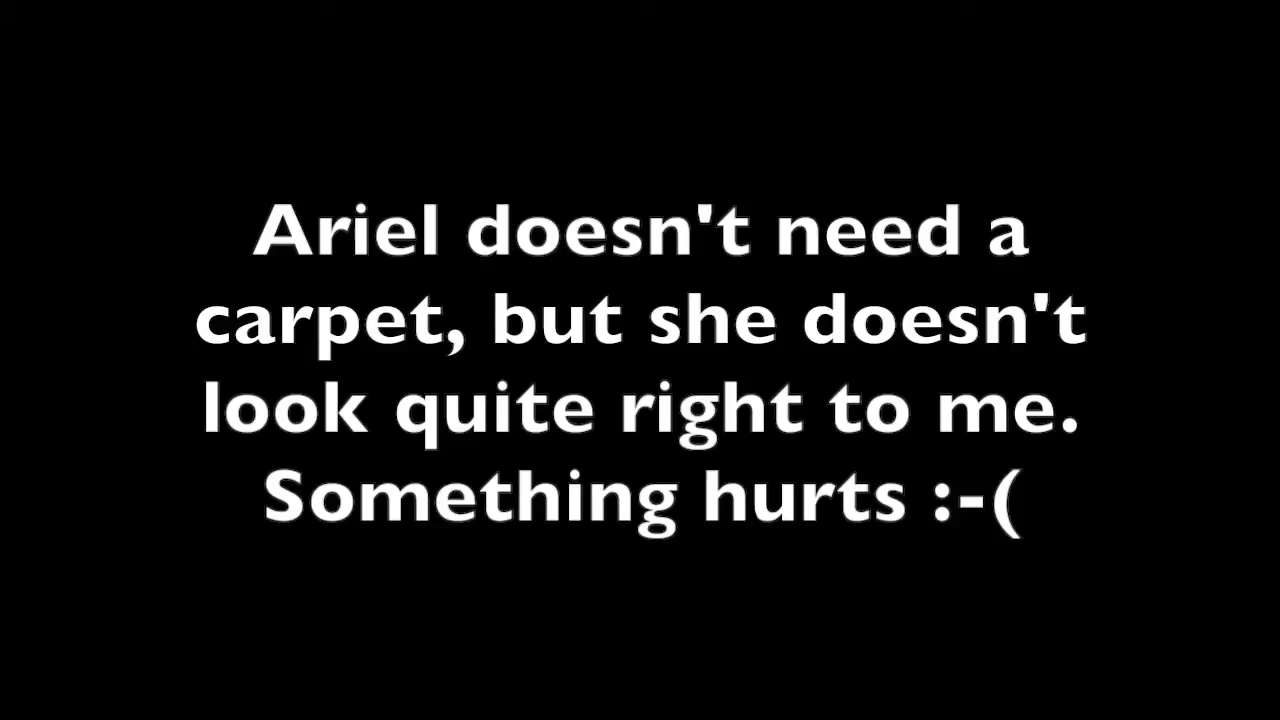 Ariel doesn't need a
carpet, but she doesn't
look quite right to me.
Something hurts :-(